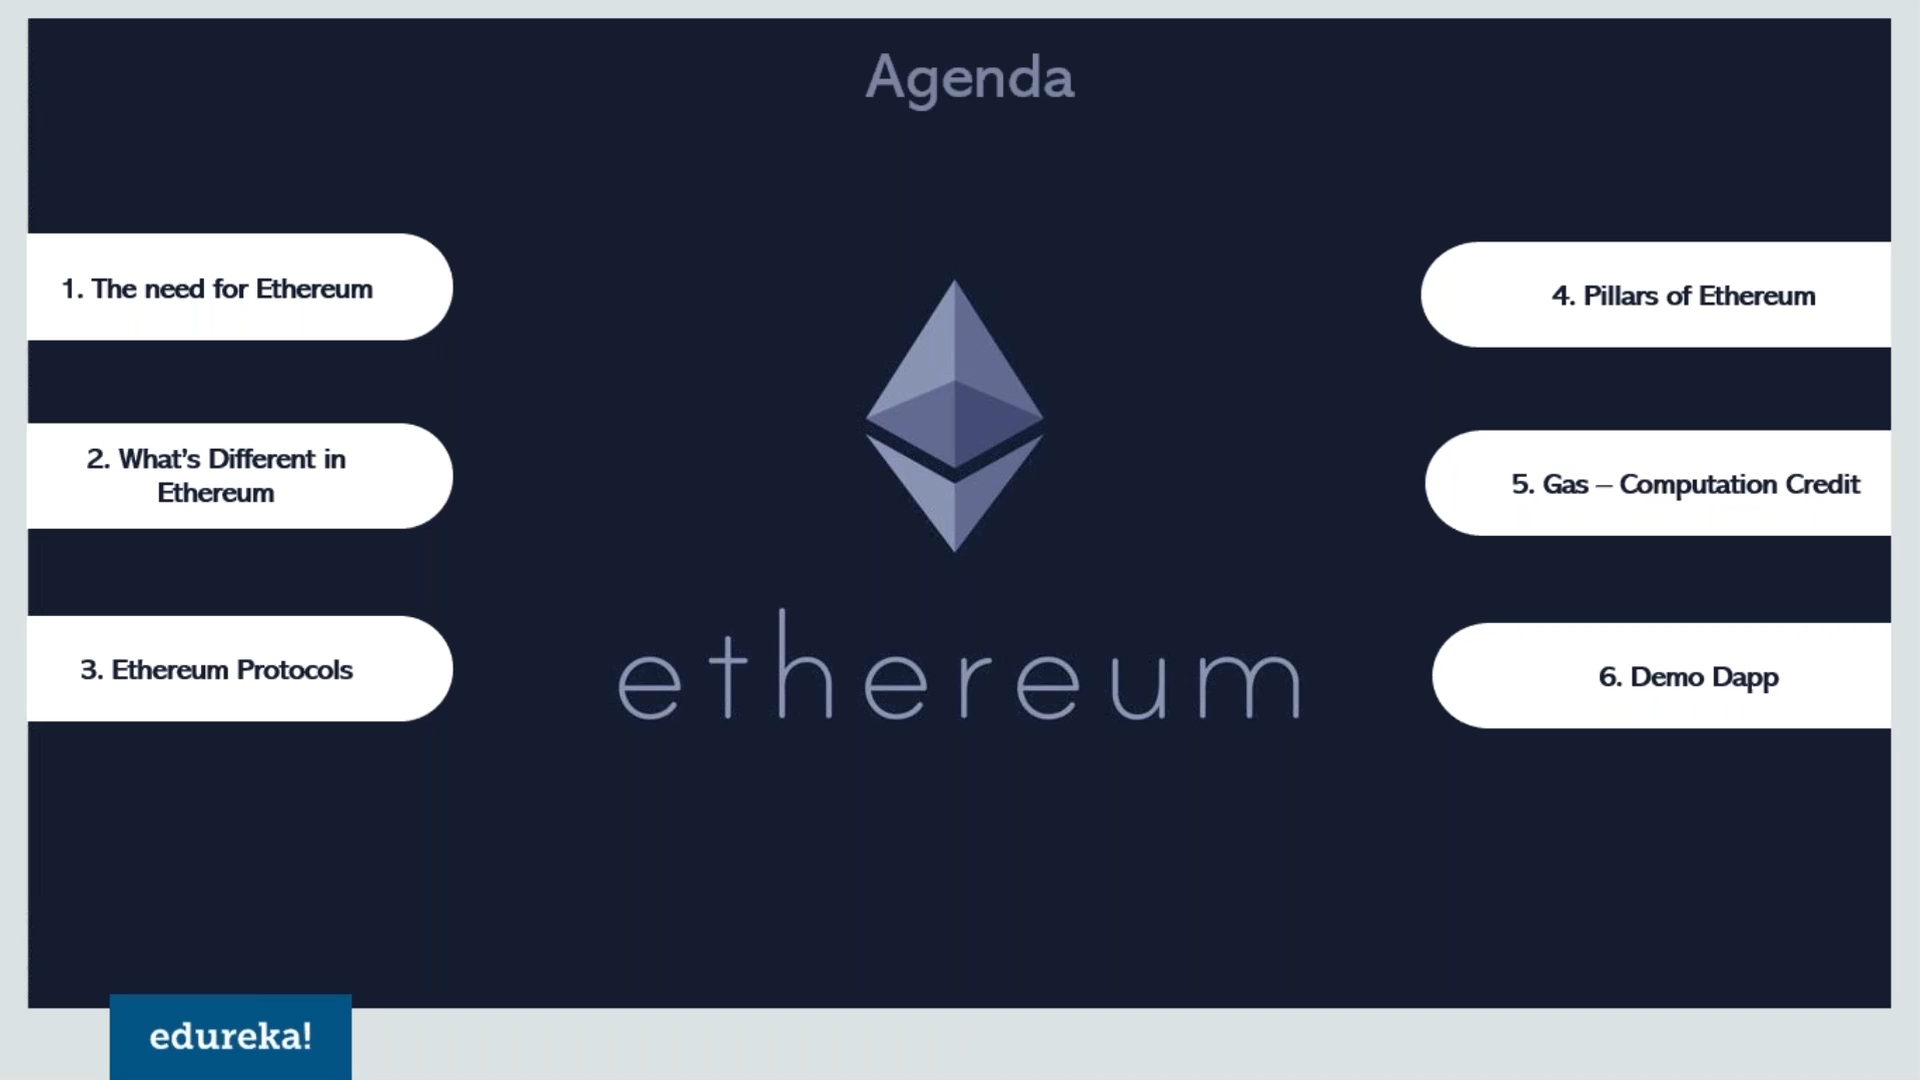 Agenda
1. The need for Ethereum
2. What's Different in
Ethereum
3. Ethereum Protocols
ethereum
4. Pillars of Ethereum
5. Gas – Computation Credit
6. Demo Dapp
edureka!